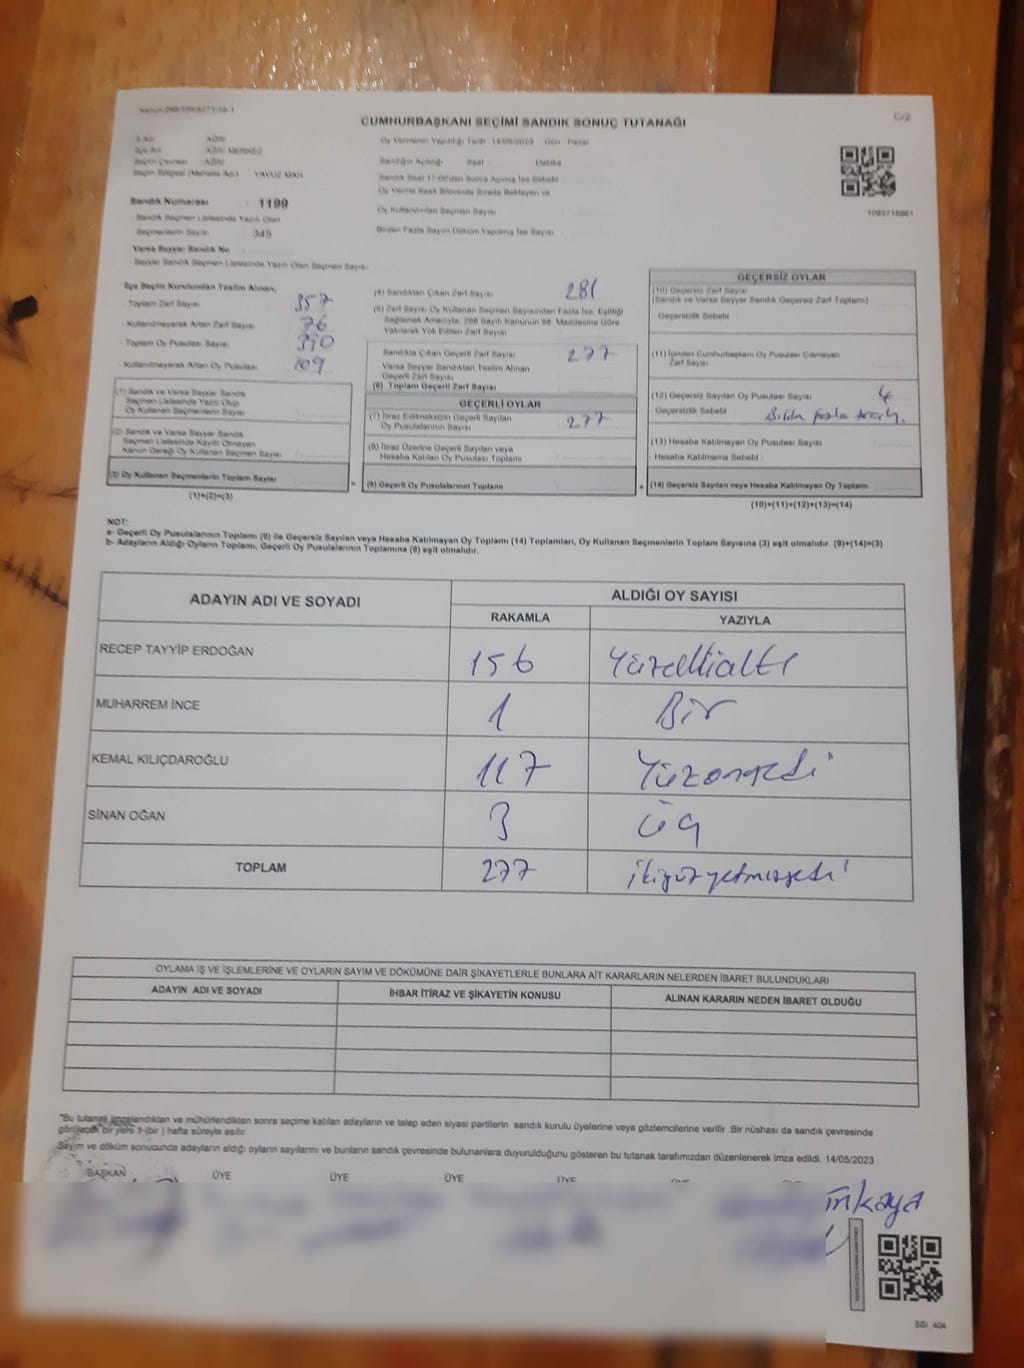 CUMHURBAŞKANI SEÇİMİ SANDIK SONUÇ TUTANAĞI
C/2
Oy Vermenin Yapıldığı Tarih 14/05/2023 Gün : Pazar
İlçe Adı : AĞRI MERKEZ
Seçim Çevresi : AĞRI
Sandığın Açıldığı Saat : Dakika
Seçim Bölgesi (Mahalle Adı) YAVUZ MAH
Sandık Saat 17:00'den Sonra Açılmış İse Sebebi
Oy Verme Saati Bitiminde Sırada Bekleyen ve
Oy Kullandırılan Seçmen Sayısı
Birden Fazla Sayım Döküm Yapılmış İse Sayısı
1093718861
Sandık Numarası : 1199
Sandık Seçmen Listesinde Yazılı Olan
Seçmenlerin Sayısı : 345
Varsa Seyyar Sandık No
Seyyar Sandık Seçmen Listesinde Yazılı Olan Seçmen Sayısı
İlçe Seçim Kurulundan Teslim Alınan;
Toplam Zarf Sayısı 357
Kullanılmayarak Artan Zarf Sayısı 76
Toplam Oy Pusulası Sayısı 390
Kullanılmayarak Artan Oy Pusulası 109
(1) Sandık ve Varsa Seyyar Sandık
Seçmen Listesinde Yazılı Olup
Oy Kullanan Seçmenlerin Sayısı
(2) Sandık ve Varsa Seyyar Sandık
Seçmen Listesinde Kayıtlı Olmayan
Kanun Gereği Oy Kullanan Seçmen Sayısı
(3) Oy Kullanan Seçmenlerin Toplam Sayısı
(1)+(2)=(3)
=
(4) Sandıktan Çıkan Zarf Sayısı 281
(5) Zarf Sayısı Oy Kullanan Seçmen Sayısından Fazla İse, Eşitliği
Sağlamak Amacıyla, 298 Sayılı Kanunun 98. Maddesine Göre
Yakılarak Yok Edilen Zarf Sayısı
Sandıkta Çıkan Geçerli Zarf Sayısı 277
Varsa Seyyar Sandıktan Teslim Alınan
Geçerli Zarf Sayısı
(6) Toplam Geçerli Zarf Sayısı
GEÇERLİ OYLAR
(7) İtiraz Edilmeksizin Geçerli Sayılan
Oy Pusulalarının Sayısı 277
(8) İtiraz Üzerine Geçerli Sayılan veya
Hesaba Katılan Oy Pusulası Toplamı
(9) Geçerli Oy Pusulalarının Toplamı
+
GEÇERSİZ OYLAR
(10) Geçersiz Zarf Sayısı
(Sandık ve Varsa Seyyar Sandık Geçersiz Zarf Toplamı)
Geçersizlik Sebebi :
(11) İçinden Cumhurbaşkanı Oy Pusulası Çıkmayan
Zarf Sayısı
(12) Geçersiz Sayılan Oy Pusulası Sayısı 4
Geçersizlik Sebebi : fazla
(13) Hesaba Katılmayan Oy Pusulası Sayısı
Hesaba Katılmama Sebebi :
(14) Geçersiz Sayılan veya Hesaba Katılmayan Oy Toplamı
(10)+(11)+(12)+(13)=(14)
NOT:
a- Geçerli Oy Pusulalarının Toplamı (9) ile Geçersiz Sayılan veya Hesaba Katılmayan Oy Toplamı (14) Toplamları, Oy Kullanan Seçmenlerin Toplam Sayısına (3) eşit olmalıdır. (9)+(14)=(3)
b- Adayların Aldığı Oyların Toplamı, Geçerli Oy Pusulalarının Toplamına (9) eşit olmalıdır.
ADAYIN ADI VE SOYADI ALDIĞI OY SAYISI
RAKAMLA YAZIYLA
RECEP TAYYİP ERDOĞAN 156 Yüzellialtı
MUHARREM İNCE 1 Bir
KEMAL KILIÇDAROĞLU 117 Yüzonyedi
SİNAN OĞAN 3 üç
TOPLAM 277 ikiyüzyetmişyedi
OYLAMA İŞ VE İŞLEMLERİNE VE OYLARIN SAYIM VE DÖKÜMÜNE DAİR ŞİKAYETLERLE BUNLARA AİT KARARLARIN NELERDEN İBARET BULUNDUKLARI
ADAYIN ADI VE SOYADI İHBAR İTİRAZ VE ŞİKAYETİN KONUSU ALINAN KARARIN NEDEN İBARET OLDUĞU
"Bu tutanak imzalandıktan ve mühürlendikten sonra seçime katılan adayların ve talep eden siyasi partilerin sandık kurulu üyelerine veya gözlemcilerine verilir .Bir nüshası da sandık çevresinde
görülecek bir yere 1-(bir ) hafta süreyle asılır.
Sayım ve döküm sonucunda adayların aldığı oyların sayılarını ve bunların sandık çevresinde bulunanlara duyurulduğunu gösteren bu tutanak tarafımızdan düzenlenerek imza edildi. 14/05/2023
BAŞKAN ÜYE ÜYE ÜYE
SSI 404